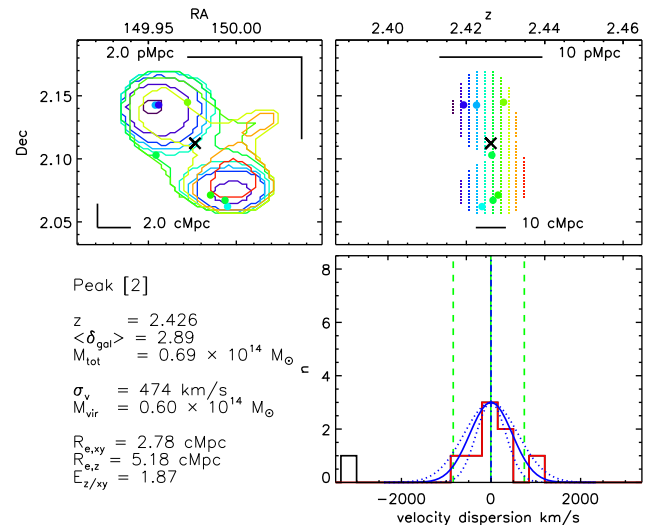 RA
z
149.95 150.00
2.40 2.42 2.44 2.46
2.0 pMpc
10 pMpc
2.15
2.10
2.05
Dec
2.0 cMpc
10 cMpc
Peak [2]
z = 2.426
<δgal> = 2.89
Mtot = 0.69 × 10^14 M⊙
σv = 474 km/s
Mvir = 0.60 × 10^14 M⊙
Re,xy = 2.78 cMpc
Re,z = 5.18 cMpc
Ez/xy = 1.87
8
6
4
2
0
n
-2000 0 2000
velocity dispersion km/s